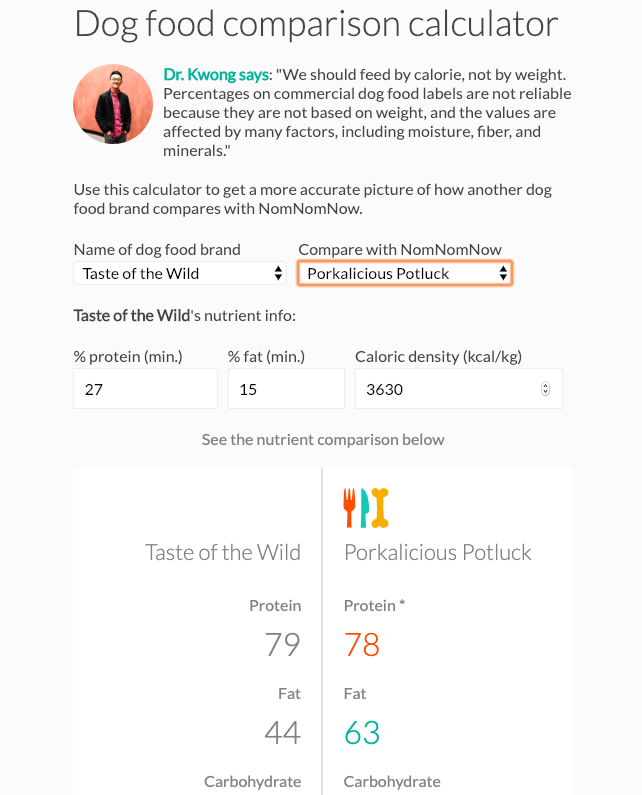 Dog food comparison calculator
Dr. Kwong says: "We should feed by calorie, not by weight.
Percentages on commercial dog food labels are not reliable
because they are not based on weight, and the values are
affected by many factors, including moisture, fiber, and
minerals."
Use this calculator to get a more accurate picture of how another dog
food brand compares with NomNomNow.
Name of dog food brand
Compare with NomNomNow
Taste of the Wild
Porkalicious Potluck
Taste of the Wild's nutrient info:
% protein (min.)
% fat (min.)
Caloric density (kcal/kg)
27
15
3630
See the nutrient comparison below
Taste of the Wild
Porkalicious Potluck
Protein
Protein *
79
78
Fat
Fat
44
63
Carbohydrate
Carbohydrate